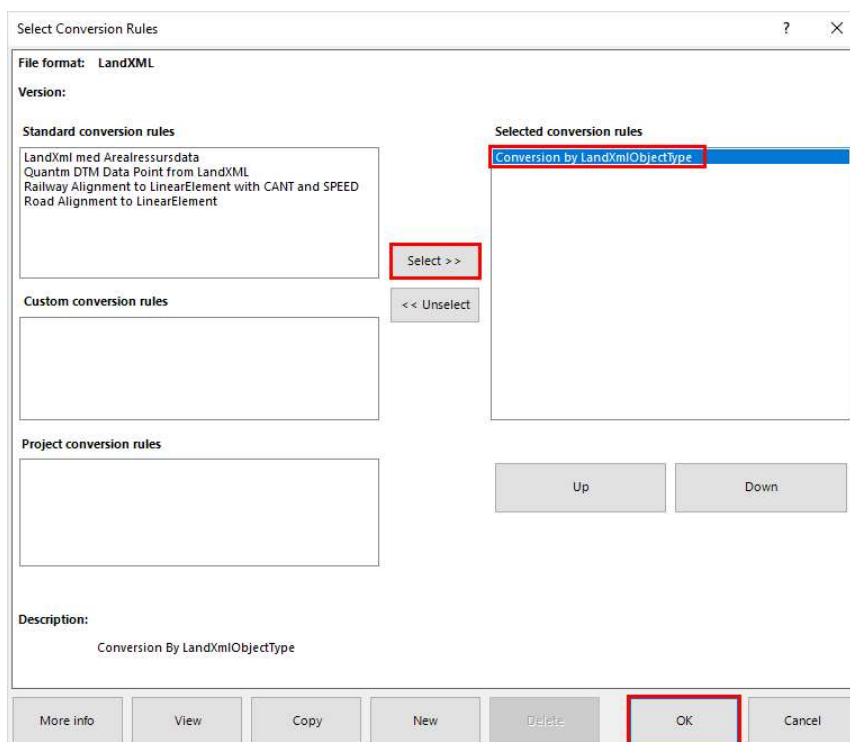 Select Conversion Rules
?
File format: LandXML
Version:
Standard conversion rules
LandXml med Arealressursdata
Quantm DTM Data Point from LandXML
Railway Alignment to LinearElement with CANT and SPEED
Road Alignment to LinearElement
Select >>
<< Unselect
Selected conversion rules
Conversion by LandXmlObjectType
Custom conversion rules
Project conversion rules
Up
Down
Description:
Conversion By LandXmlObjectType
More info
View
Copy
New
Delete
OK
Cancel